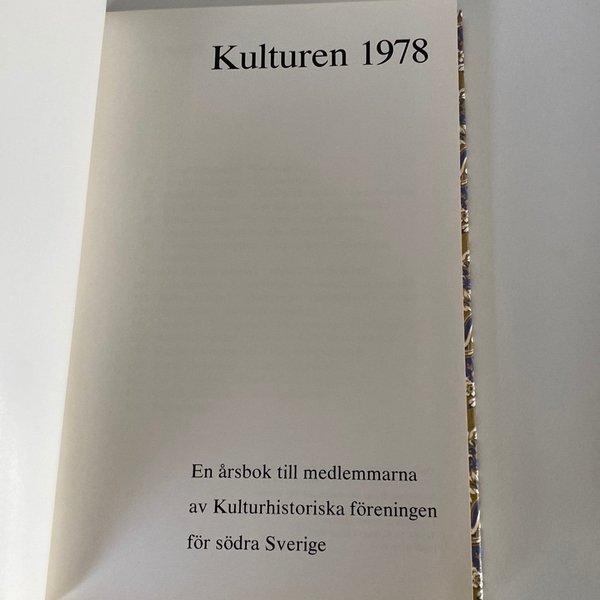 Kulturen 1978
En årsbok till medlemmarna
av Kulturhistoriska föreningen
för södra Sverige